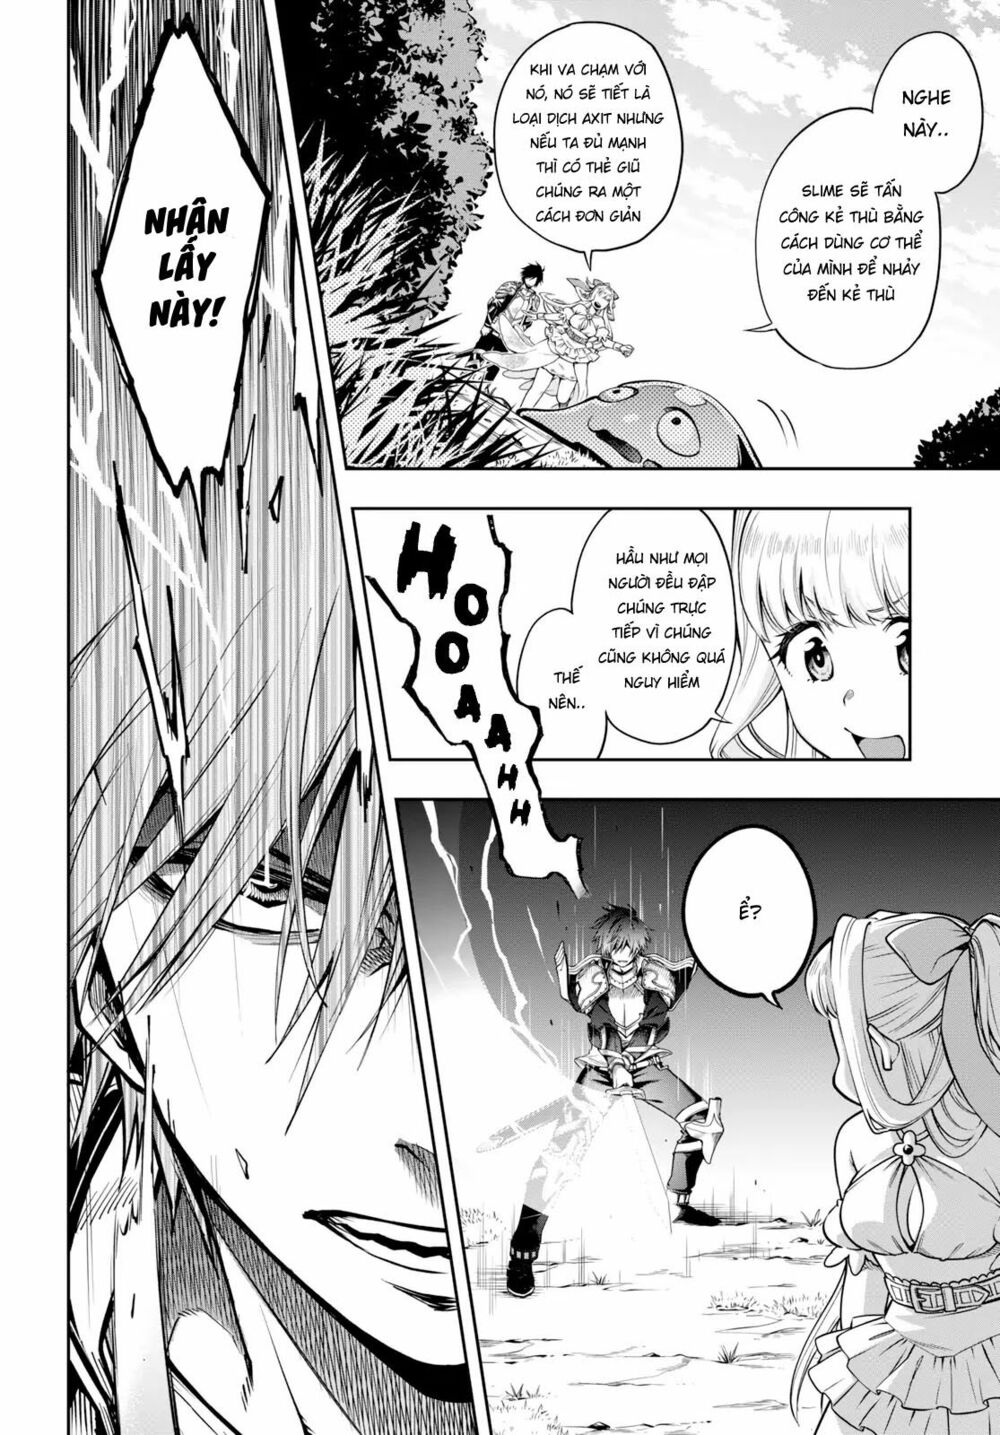 NGHE
NÀY..
SLIME SẼ TẤN
CÔNG KẺ THÙ BẰNG
CÁCH DÙNG CƠ THỂ
CỦA MÌNH ĐỂ NHẢY
ĐẾN KẺ THÙ
KHI VA CHẠM VỚI
NÓ, NÓ SẼ TIẾT LÀ
LOẠI DỊCH AXIT NHƯNG
NẾU TA ĐỦ MẠNH
THÌ CÓ THẺ GIŨ
CHÚNG RA MỘT
CÁCH ĐƠN GIẢN
HẦU NHƯ MỌI
NGƯỜI ĐỀU ĐẬP
CHÚNG TRỰC
TIẾP VÌ CHÚNG
CŨNG KHÔNG QUÁ
NGUY HIỂM
THẾ
NÊN..
HOOAAHH
Ể?
NHẬN
LẤY
NÀY!